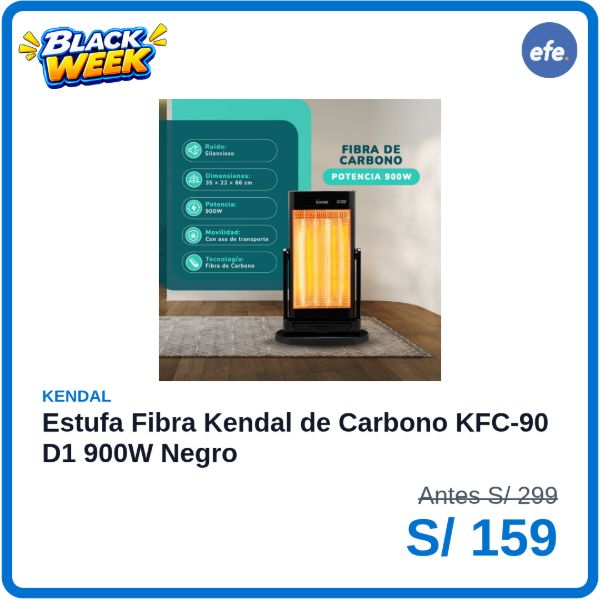 BLACK
WEEK
efe.
Ruido:
Silencioso
Dimensiones:
35 × 22 × 66 cm
Potencia:
900W
Movilidad:
Con asa de transporte
Tecnología:
Fibra de Carbono
FIBRA DE
CARBONO
POTENCIA 900W
Kendal
KENDAL
Estufa Fibra Kendal de Carbono KFC-90
D1 900W Negro
Antes S/ 299
S/ 159